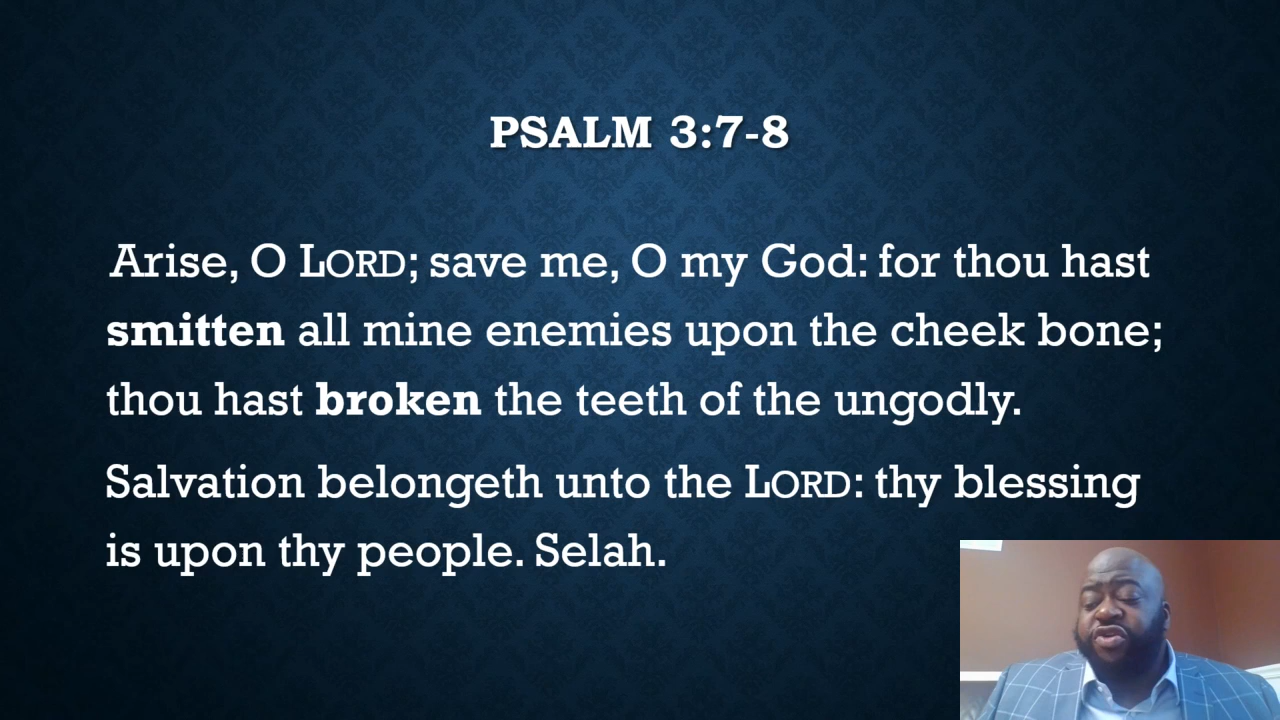 PSALM 3:7-8
Arise, O LORD; save me, O my God: for thou hast
smitten all mine enemies upon the cheek bone;
thou hast broken the teeth of the ungodly.
Salvation belongeth unto the LORD: thy blessing
is upon thy people. Selah.